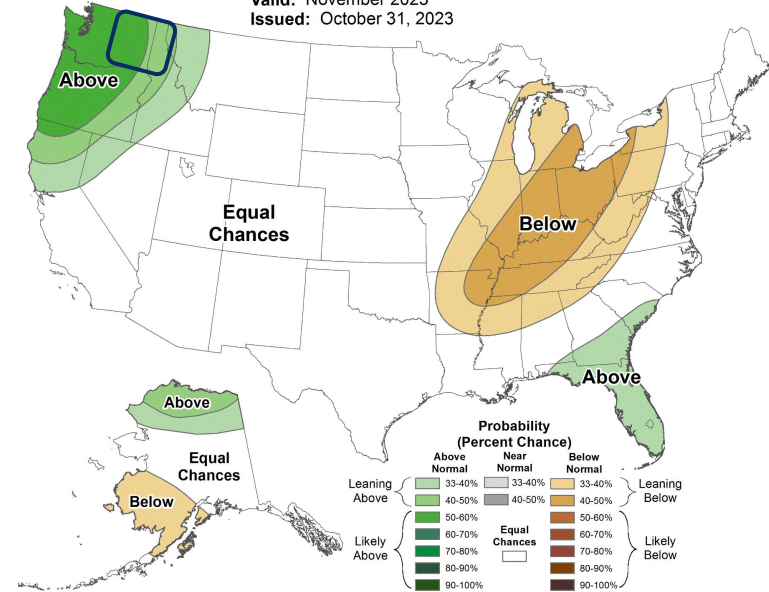 Valid: November 2023
Issued: October 31, 2023
Above
Equal
Chances
Below
Above
Above
Equal
Chances
Below
Probability
(Percent Chance)
Above
Normal
Near
Normal
Below
Normal
Leaning
Above
33-40%
33-40%
33-40%
Leaning
Below
40-50%
40-50%
40-50%
Likely
Above
50-60%
50-60%
Likely
Below
60-70%
60-70%
Equal
Chances
70-80%
70-80%
80-90%
80-90%
90-100%
90-100%